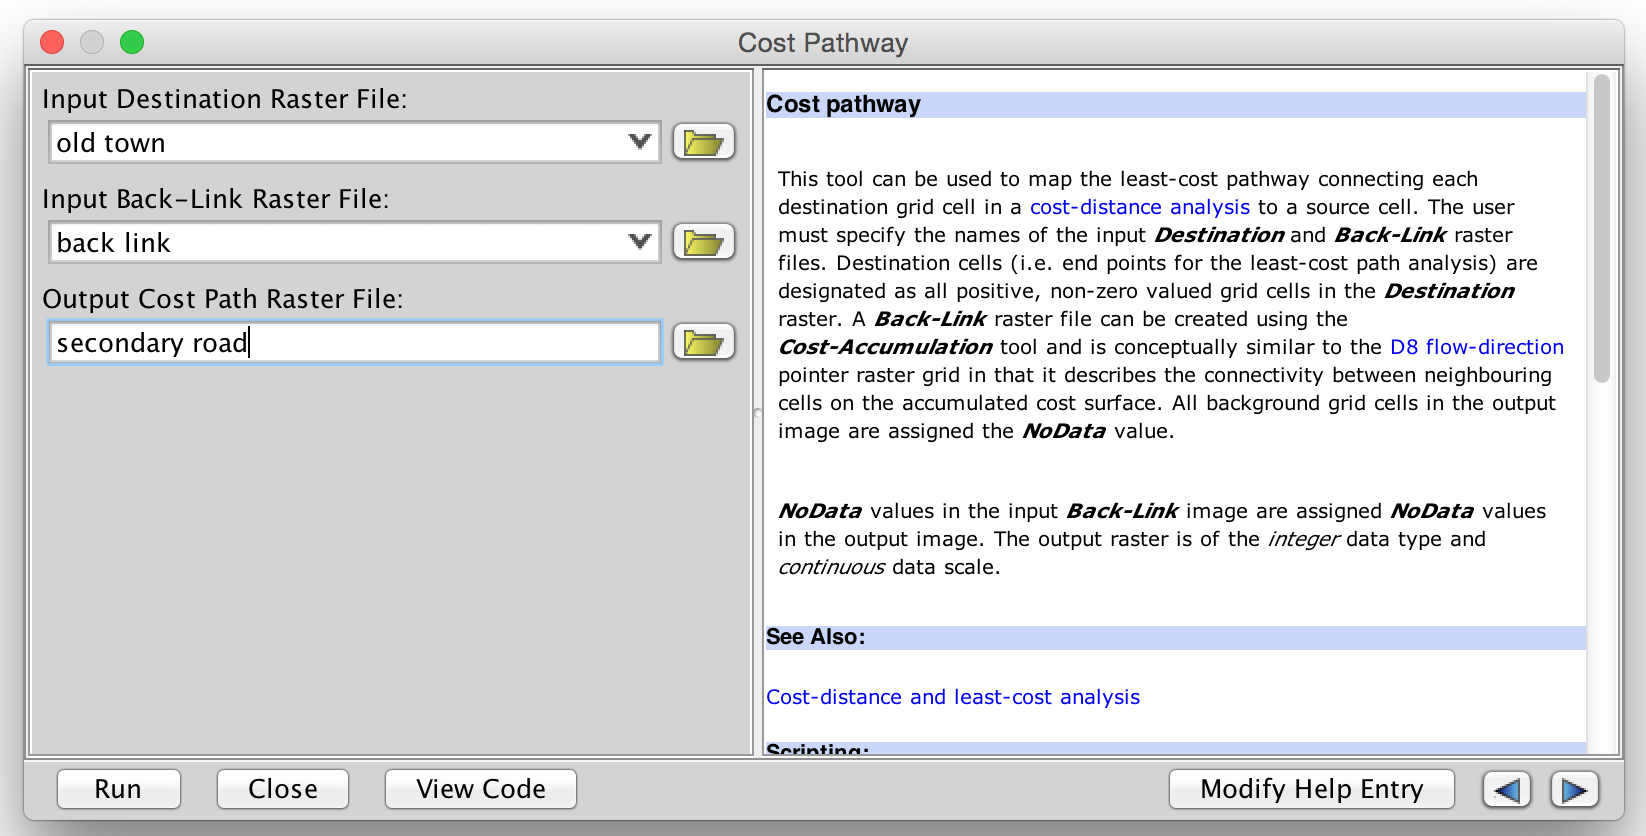 Cost Pathway
Input Destination Raster File:
old town
Input Back-Link Raster File:
back link
Output Cost Path Raster File:
secondary road
Cost pathway
This tool can be used to map the least-cost pathway connecting each
destination grid cell in a cost-distance analysis to a source cell. The user
must specify the names of the input Destination and Back-Link raster
files. Destination cells (i.e. end points for the least-cost path analysis) are
designated as all positive, non-zero valued grid cells in the Destination
raster. A Back-Link raster file can be created using the
Cost-Accumulation tool and is conceptually similar to the D8 flow-direction
pointer raster grid in that it describes the connectivity between neighbouring
cells on the accumulated cost surface. All background grid cells in the output
image are assigned the NoData value.
NoData values in the input Back-Link image are assigned NoData values
in the output image. The output raster is of the integer data type and
continuous data scale.
See Also:
Cost-distance and least-cost analysis
Scripting:
Run
Close
View Code
Modify Help Entry